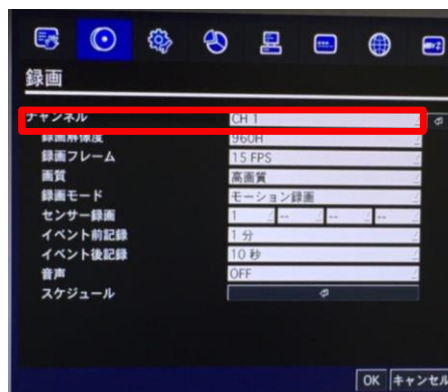 録画
チャンネル CH 1
録画解像度 960H
録画フレーム 15 FPS
画質 高画質
録画モード モーション録画
センサー録画 1 -- -- --
イベント前記録 1 分
イベント後記録 10 秒
音声 OFF
スケジュール
OK キャンセル